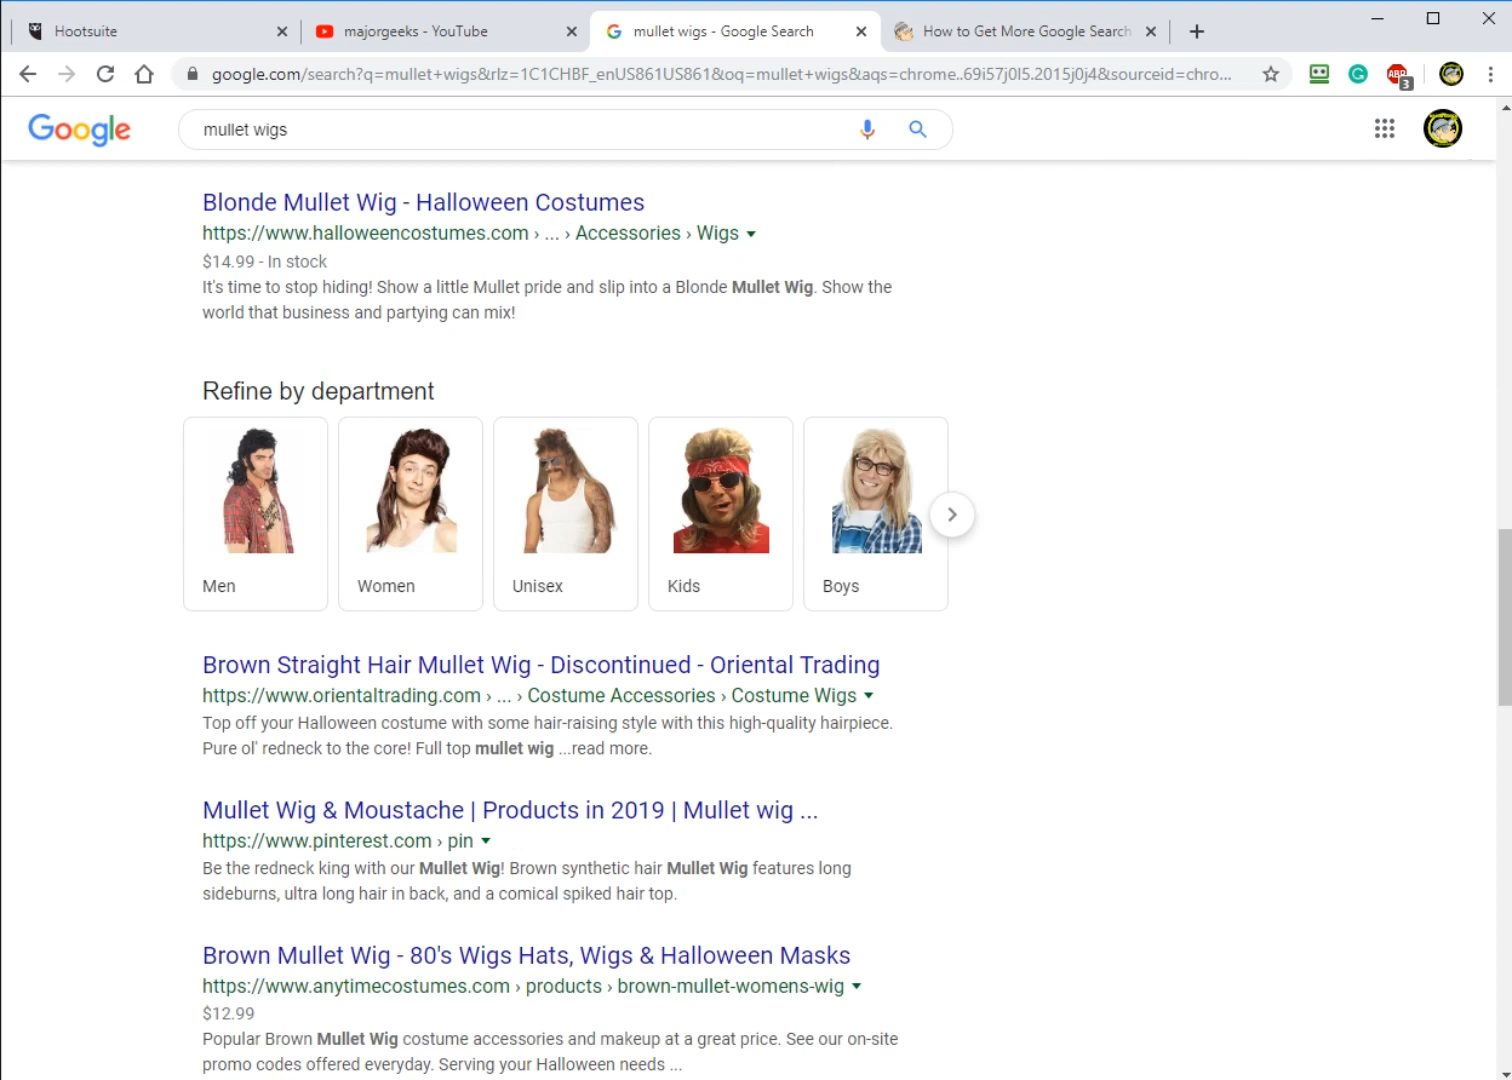 Hootsuite
majorgeeks - YouTube
mullet wigs - Google Search
How to Get More Google Search
google.com/search?q=mullet+wigs&rlz=1C1CHBF_enUS861US861&oq=mullet+wigs&aqs=chrome..69i57j0l5.2015j0j4&sourceid=chro...
ABP
3
Google
mullet wigs
Blonde Mullet Wig - Halloween Costumes
https://www.halloweencostumes.com › ... › Accessories › Wigs
$14.99 - In stock
It's time to stop hiding! Show a little Mullet pride and slip into a Blonde Mullet Wig. Show the
world that business and partying can mix!
Refine by department
Men
Women
Unisex
Kids
Boys
Brown Straight Hair Mullet Wig - Discontinued - Oriental Trading
https://www.orientaltrading.com › ... › Costume Accessories › Costume Wigs
Top off your Halloween costume with some hair-raising style with this high-quality hairpiece.
Pure ol' redneck to the core! Full top mullet wig ...read more.
Mullet Wig & Moustache | Products in 2019 | Mullet wig ...
https://www.pinterest.com › pin
Be the redneck king with our Mullet Wig! Brown synthetic hair Mullet Wig features long
sideburns, ultra long hair in back, and a comical spiked hair top.
Brown Mullet Wig - 80's Wigs Hats, Wigs & Halloween Masks
https://www.anytimecostumes.com › products › brown-mullet-womens-wig
$12.99
Popular Brown Mullet Wig costume accessories and makeup at a great price. See our on-site
promo codes offered everyday. Serving your Halloween needs ...